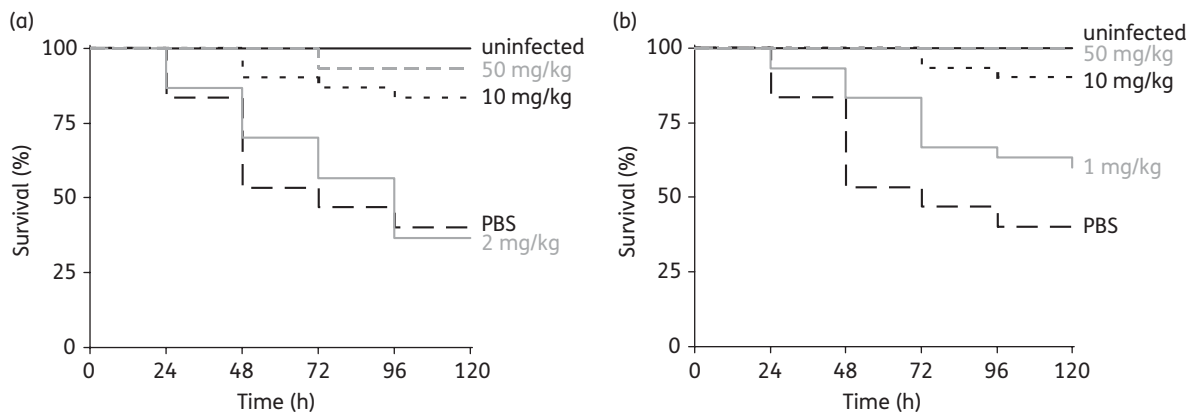 (a)
100
75
50
25
0
Survival (%)
0 24 48 72 96 120
Time (h)
uninfected
50 mg/kg
10 mg/kg
PBS
2 mg/kg
(b)
100
75
50
25
0
Survival (%)
0 24 48 72 96 120
Time (h)
uninfected
50 mg/kg
10 mg/kg
1 mg/kg
PBS